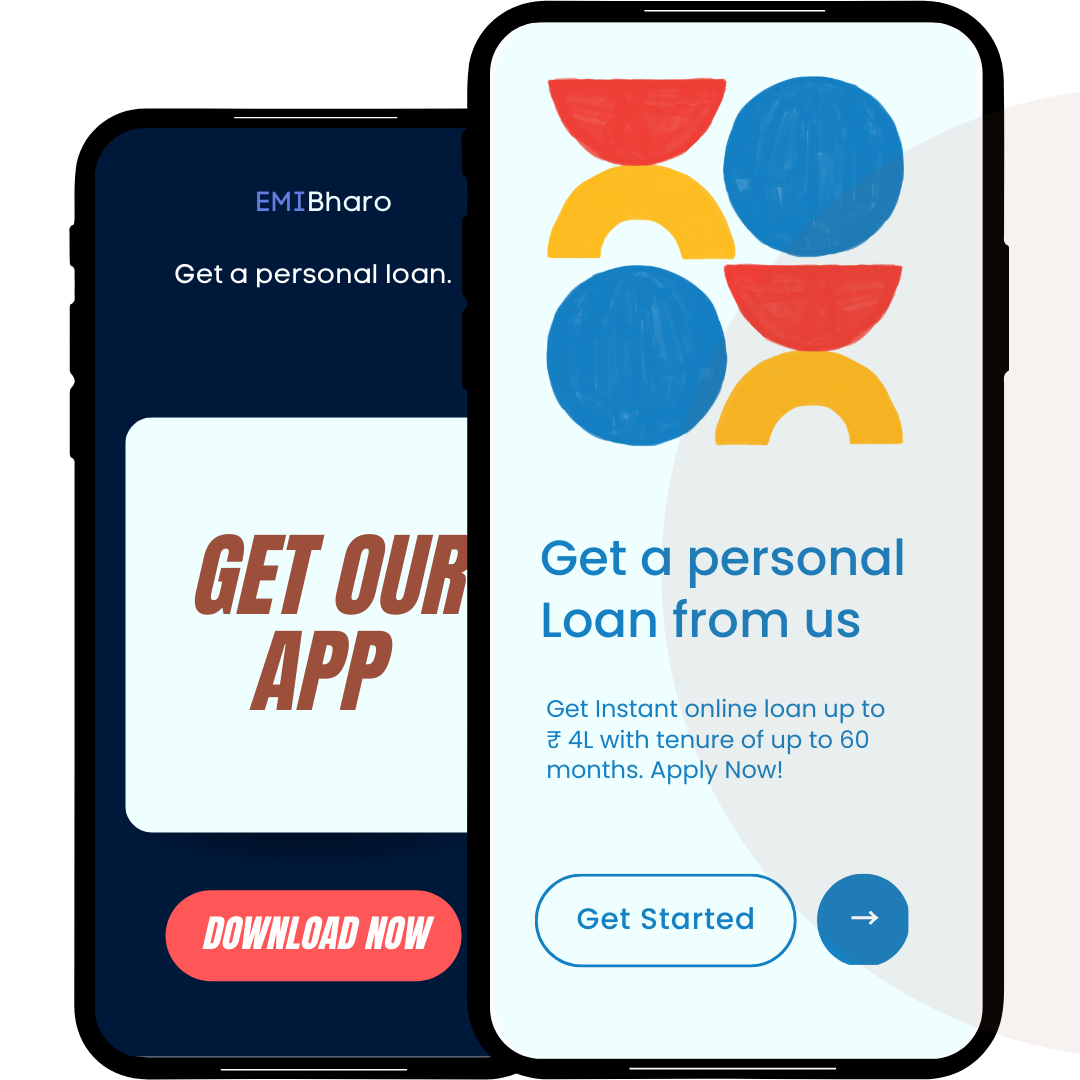 EMIBharo
Get a personal loan.
GET OUR
APP
DOWNLOAD NOW
Get a personal
Loan from us
Get Instant online loan up to
₹ 4L with tenure of up to 60
months. Apply Now!
Get Started